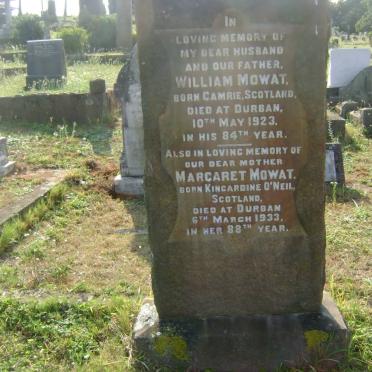 IN
LOVING MEMORY OF
MY DEAR HUSBAND
AND OUR FATHER,
WILLIAM MOWAT,
BORN CAMRIE, SCOTLAND,
DIED AT DURBAN,
10TH MAY 1923,
IN HIS 84TH YEAR.
ALSO IN LOVING MEMORY OF
OUR DEAR MOTHER
MARGARET MOWAT,
BORN KINCARDINE O'NEIL,
SCOTLAND,
DIED AT DURBAN
6TH MARCH 1933,
IN HER 88TH YEAR.